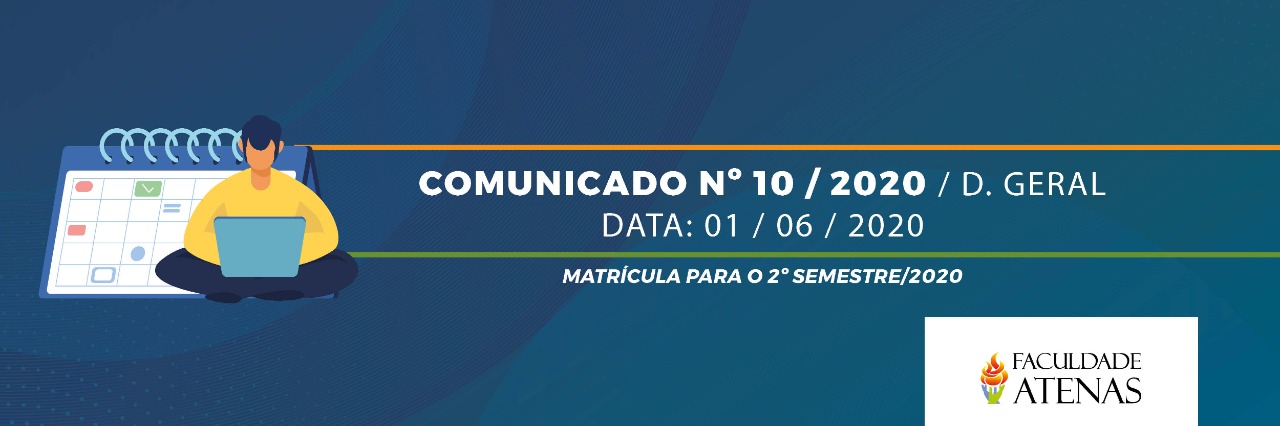 COMUNICADO Nº 10 / 2020 / D. GERAL
DATA: 01 / 06 / 2020
MATRÍCULA PARA O 2º SEMESTRE/2020
FACULDADE
ATENAS